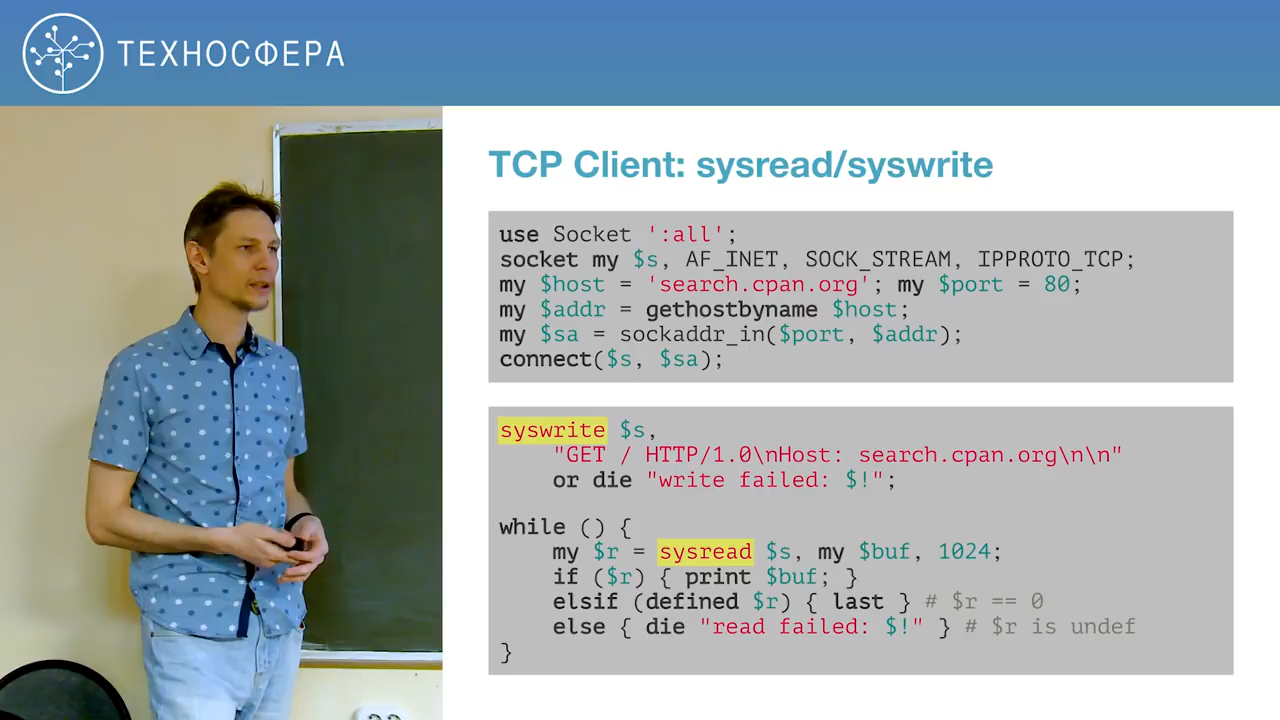 ТЕХНОСФЕРА
TCP Client: sysread/syswrite
use Socket ':all';
socket my $s, AF_INET, SOCK_STREAM, IPPROTO_TCP;
my $host = 'search.cpan.org'; my $port = 80;
my $addr = gethostbyname $host;
my $sa = sockaddr_in($port, $addr);
connect($s, $sa);
syswrite $s,
"GET / HTTP/1.0\nHost: search.cpan.org\n\n"
or die "write failed: $!";
while () {
my $r = sysread $s, my $buf, 1024;
if ($r) { print $buf; }
elsif (defined $r) { last } # $r == 0
else { die "read failed: $!" } # $r is undef
}